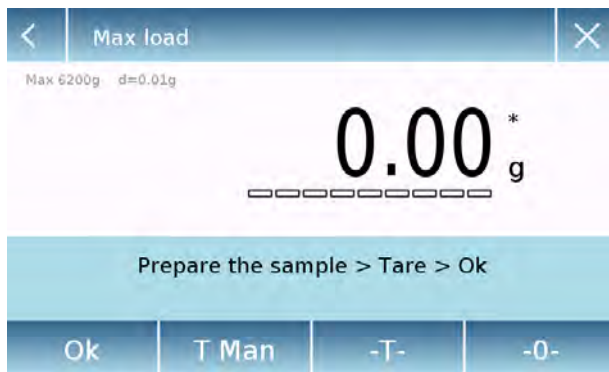 Max load
Max 6200g d=0.01g
0.00 *
g
Prepare the sample > Tare > Ok
Ok T Man -T- -0-